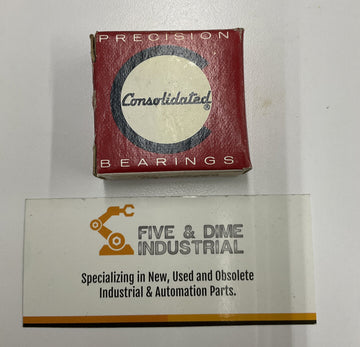 PRECISION
Consolidated®
BEARINGS
FIVE & DIME
INDUSTRIAL
Specializing in New, Used and Obsolete
Industrial & Automation Parts.